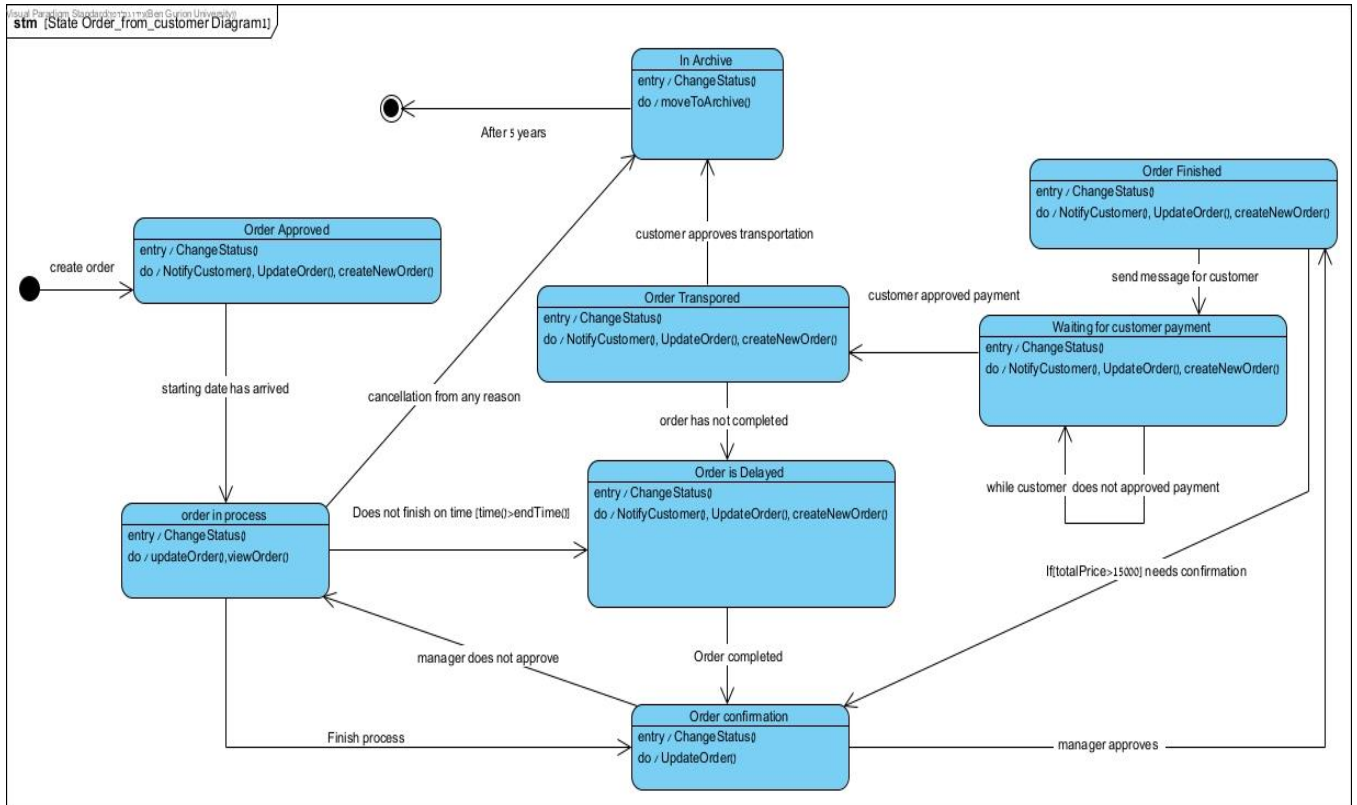 Visual Paradigm Standard(Ben Gurion University)
stm [State Order_from_customer Diagram1]
In Archive
entry / ChangeStatus()
do / moveToArchive()
After 5 years
Order Finished
entry / ChangeStatus()
do / NotifyCustomer(), UpdateOrder(), createNewOrder()
Order Approved
entry / ChangeStatus()
do / NotifyCustomer(), UpdateOrder(), createNewOrder()
create order
customer approves transportation
send message for customer
Order Transpored
entry / ChangeStatus()
do / NotifyCustomer(), UpdateOrder(), createNewOrder()
customer approved payment
Waiting for customer payment
entry / ChangeStatus()
do / NotifyCustomer(), UpdateOrder(), createNewOrder()
starting date has arrived
cancellation from any reason
order has not completed
while customer does not approved payment
Order is Delayed
entry / ChangeStatus()
do / NotifyCustomer(), UpdateOrder(), createNewOrder()
order in process
entry / ChangeStatus()
do / updateOrder(),viewOrder()
Does not finish on time [time()>endTime()]
If[totalPrice>15000] needs confirmation
manager does not approve
Order completed
Order confirmation
entry / ChangeStatus()
do / UpdateOrder()
Finish process
manager approves